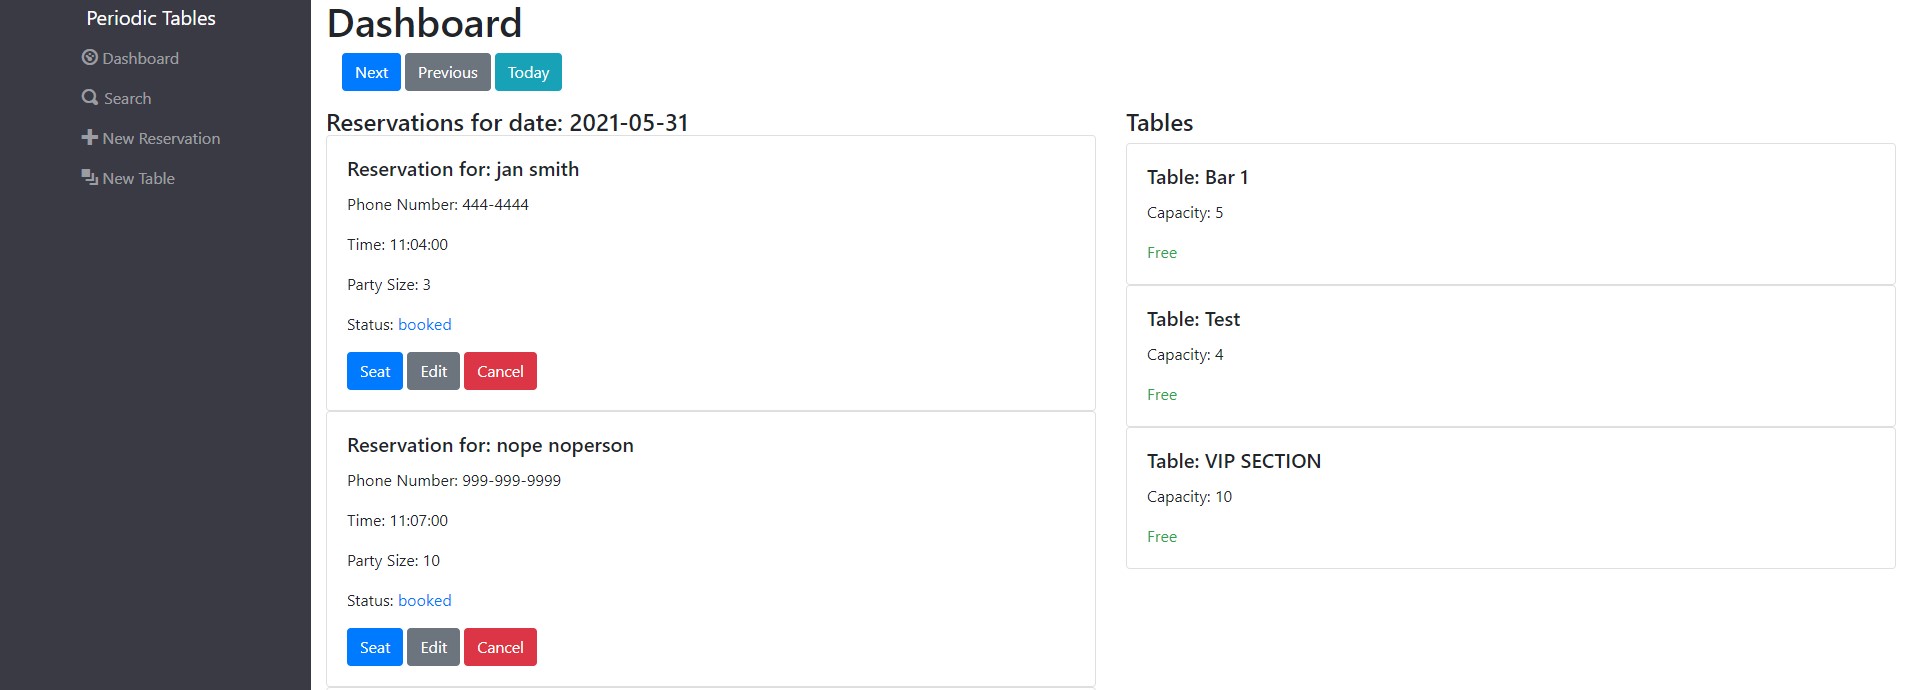 Periodic Tables
Dashboard
Search
New Reservation
New Table
Dashboard
Next Previous Today
Reservations for date: 2021-05-31
Reservation for: jan smith
Phone Number: 444-4444
Time: 11:04:00
Party Size: 3
Status: booked
Seat Edit Cancel
Reservation for: nope noperson
Phone Number: 999-999-9999
Time: 11:07:00
Party Size: 10
Status: booked
Seat Edit Cancel
Tables
Table: Bar 1
Capacity: 5
Free
Table: Test
Capacity: 4
Free
Table: VIP SECTION
Capacity: 10
Free